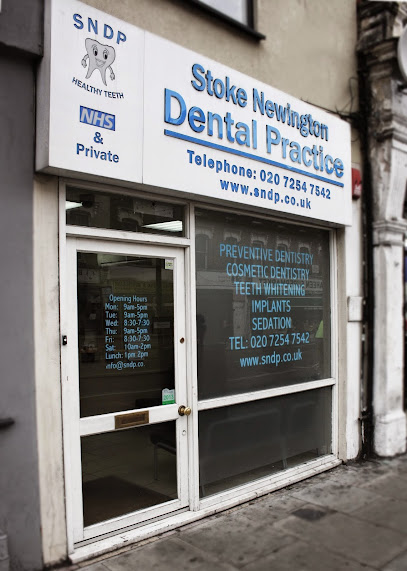 SNDP
HEALTHY TEETH
NHS
&
Private
Stoke Newington
Dental Practice
Telephone: 020 7254 7542
www.sndp.co.uk
Opening Hours
Mon: 9am-5pm
Tue: 9am-5pm
Wed: 8:30-7:30
Thu: 9am-5pm
Fri: 8:30-7:30
Sat: 10am-2pm
Lunch: 1pm 2pm
info@sndp.co
PREVENTIVE DENTISTRY
COSMETIC DENTISTRY
TEETH WHITENING
IMPLANTS
SEDATION
TEL: 020 7254 7542
www.sndp.co.uk